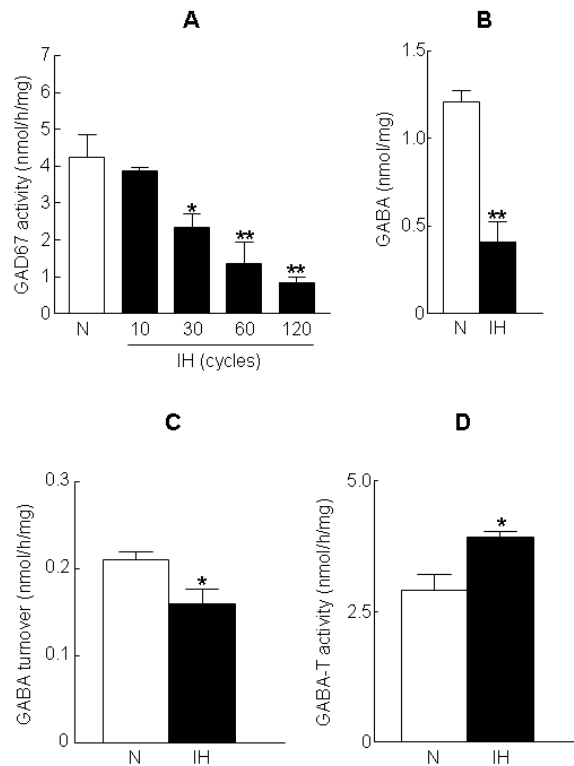 A
GAD67 activity (nmol/h/mg)
7
6
5
4
3
2
1
0
*
**
**
N
10
30
60
120
IH (cycles)
B
GABA (nmol/mg)
1.5
1.0
0.5
0
**
N
IH
C
GABA turnover (nmol/h/mg)
0.3
0.2
0.1
0
*
N
IH
D
GABA-T activity (nmol/h/mg)
5.0
2.5
0
*
N
IH